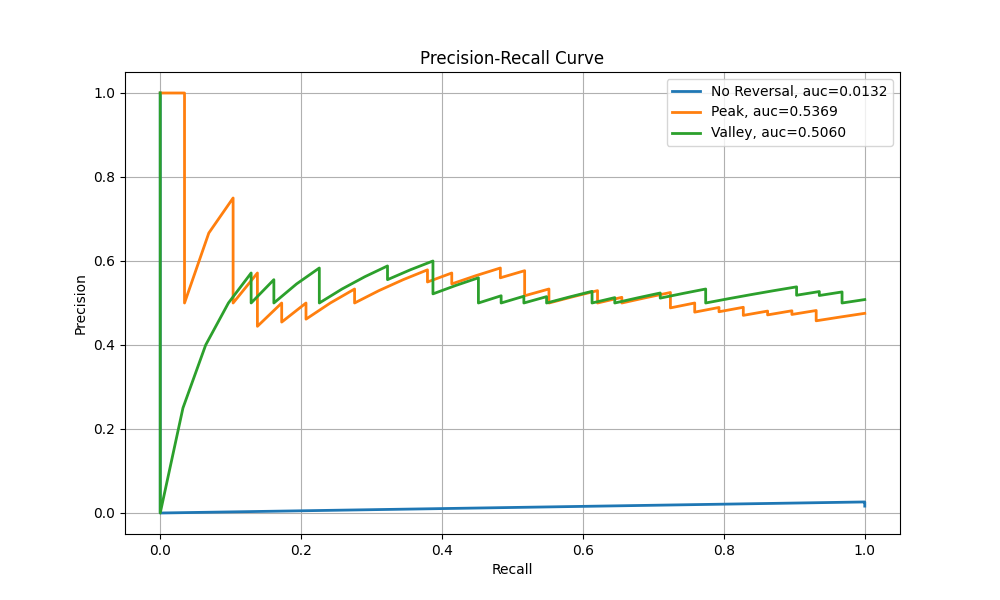 Precision-Recall Curve
No Reversal, auc=0.0132
Peak, auc=0.5369
Valley, auc=0.5060
Precision
1.0
0.8
0.6
0.4
0.2
0.0
0.0 0.2 0.4 0.6 0.8 1.0
Recall